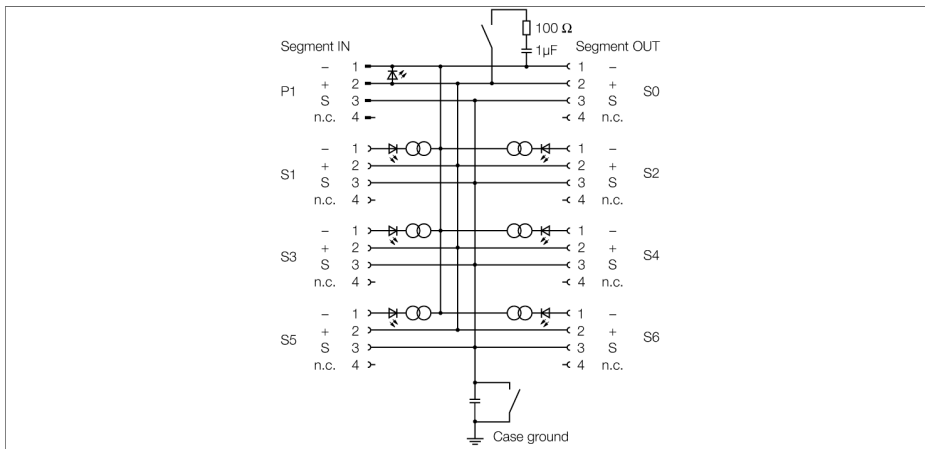 100 Ω
Segment IN 1µF Segment OUT
– 1 1 –
P1 + 2 2 + S0
S 3 3 S
n.c. 4 4 n.c.
– 1 1 –
S1 + 2 2 + S2
S 3 3 S
n.c. 4 4 n.c.
– 1 1 –
S3 + 2 2 + S4
S 3 3 S
n.c. 4 4 n.c.
– 1 1 –
S5 + 2 2 + S6
S 3 3 S
n.c. 4 4 n.c.
Case ground